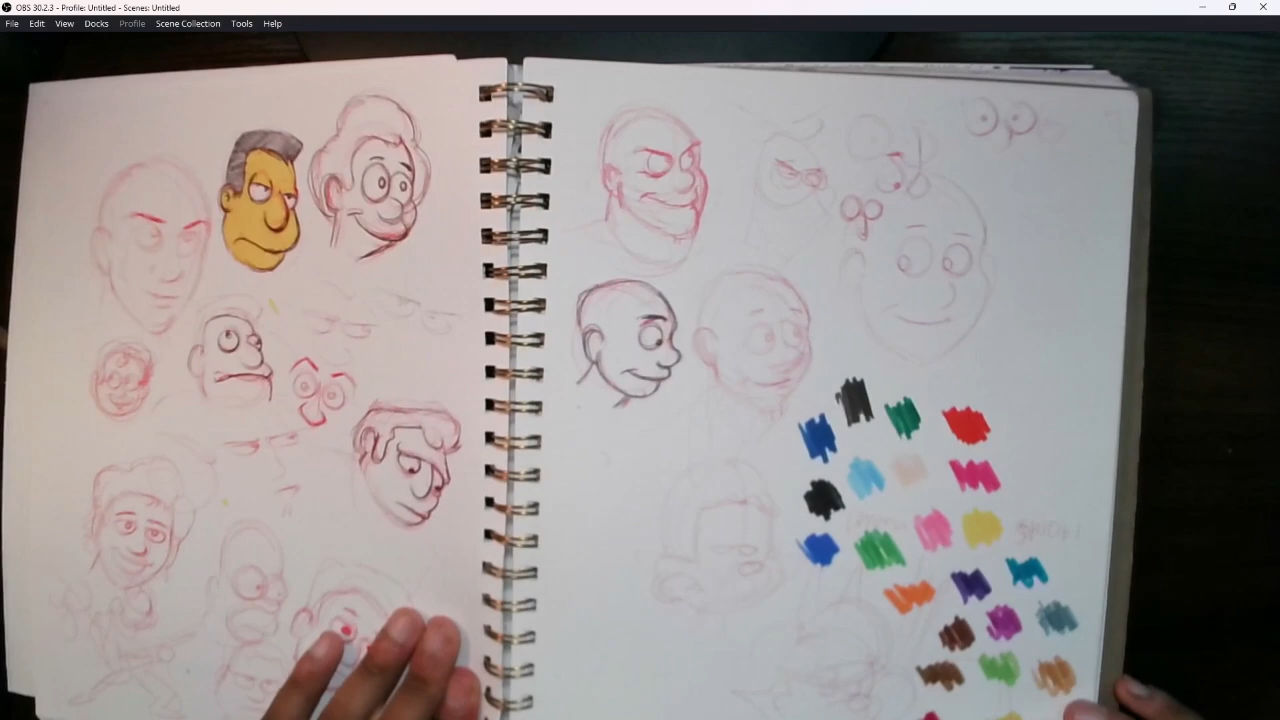 OBS 30.2.3 - Profile: Untitled - Scenes: Untitled
File Edit View Docks Profile Scene Collection Tools Help